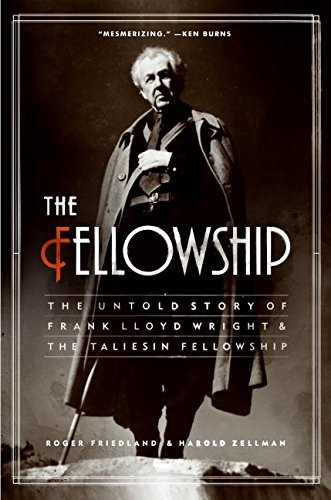 "MESMERIZING." —KEN BURNS
THE
FELLOWSHIP
THE UNTOLD STORY OF
FRANK LLOYD WRIGHT &
THE TALIESIN FELLOWSHIP
ROGER FRIEDLAND & HAROLD ZELLMAN